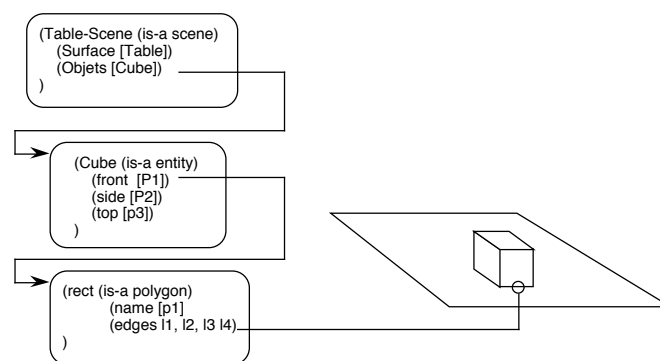 (Table-Scene (is-a scene)
(Surface [Table])
(Objets [Cube])
)
(Cube (is-a entity)
(front [P1])
(side [P2])
(top [p3])
)
(rect (is-a polygon)
(name [p1]
(edges l1, l2, l3 l4)
)